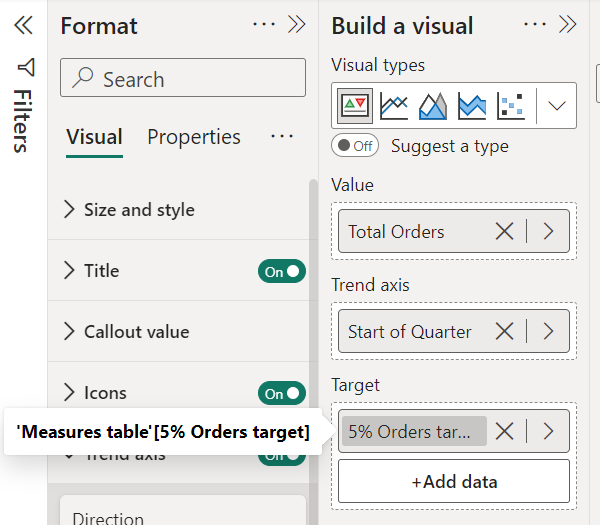 Filters
Format
Search
Visual
Properties
Size and style
Title
On
Callout value
Icons
On
'Measures table'[5% Orders target]
Trend axis
On
Direction
Build a visual
Visual types
Off
Suggest a type
Value
Total Orders
Trend axis
Start of Quarter
Target
5% Orders tar...
+Add data